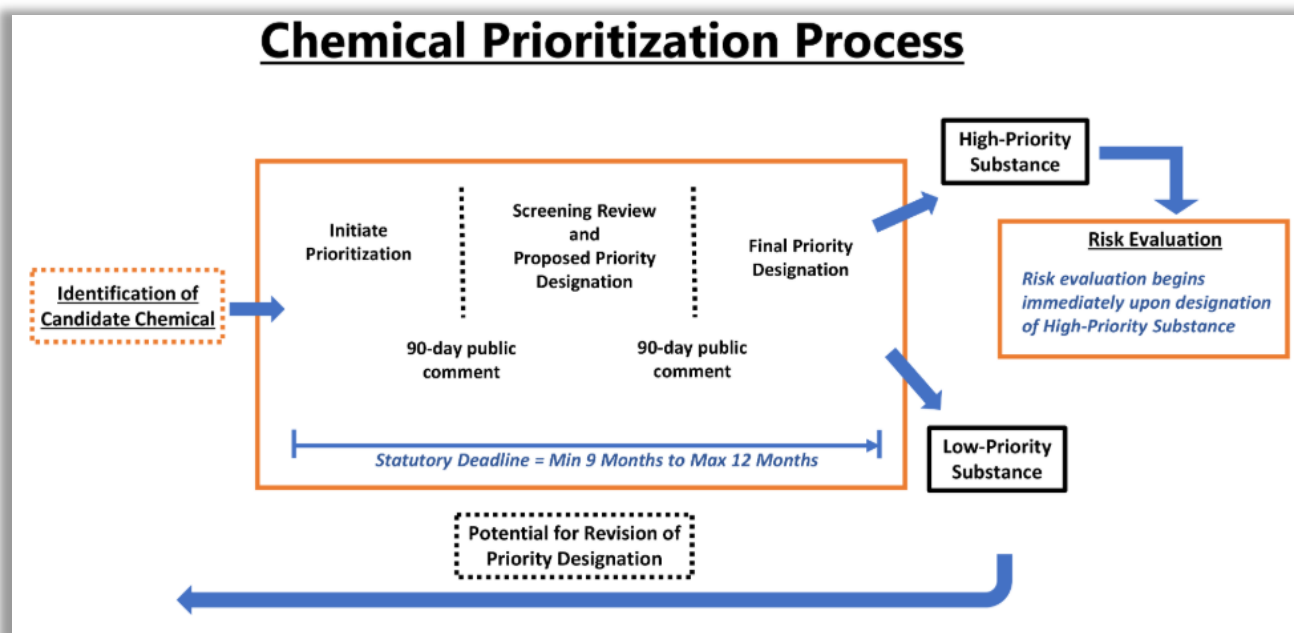 Chemical Prioritization Process
Identification of
Candidate Chemical
Initiate
Prioritization
90-day public
comment
Screening Review
and
Proposed Priority
Designation
90-day public
comment
Final Priority
Designation
Statutory Deadline = Min 9 Months to Max 12 Months
High-Priority
Substance
Risk Evaluation
Risk evaluation begins
immediately upon designation
of High-Priority Substance
Low-Priority
Substance
Potential for Revision of
Priority Designation